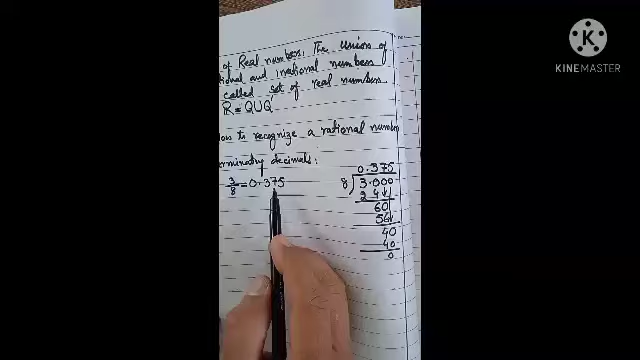 of Real numbers. The Union of
tional and irrational numbers
called set of real numbers
R = QUQ'
How to recognize a rational number
terminatry decimals:
3/8 = 0.375
0.375
8) 3.000
2 4↓
60
56↓
40
40
0
K
KINEMASTER